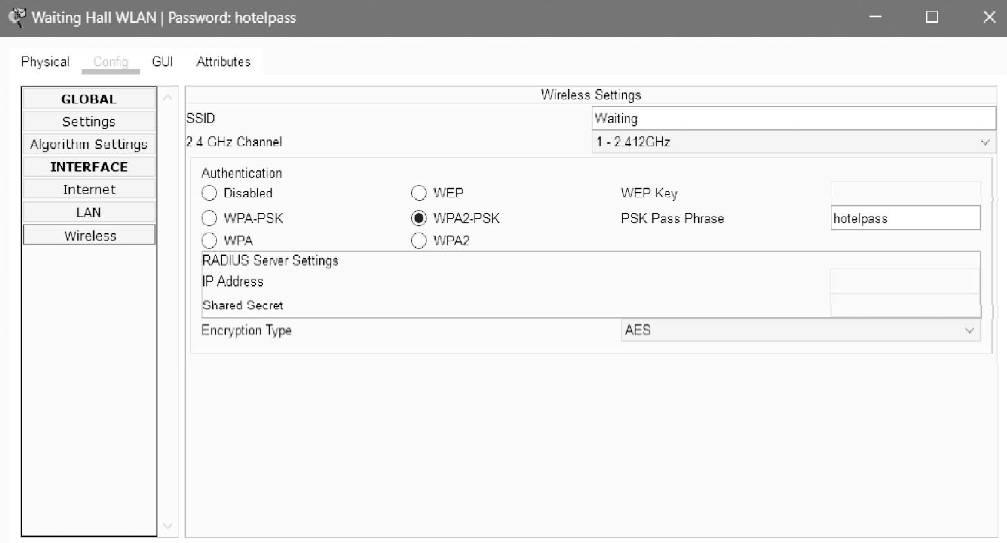 Waiting Hall WLAN | Password: hotelpass
Physical Config GUI Attributes
GLOBAL
Settings
Algorithm Settings
INTERFACE
Internet
LAN
Wireless
Wireless Settings
SSID Waiting
2.4 GHz Channel 1 - 2.412GHz
Authentication
Disabled WEP WEP Key
WPA-PSK WPA2-PSK PSK Pass Phrase hotelpass
WPA WPA2
RADIUS Server Settings
IP Address
Shared Secret
Encryption Type AES